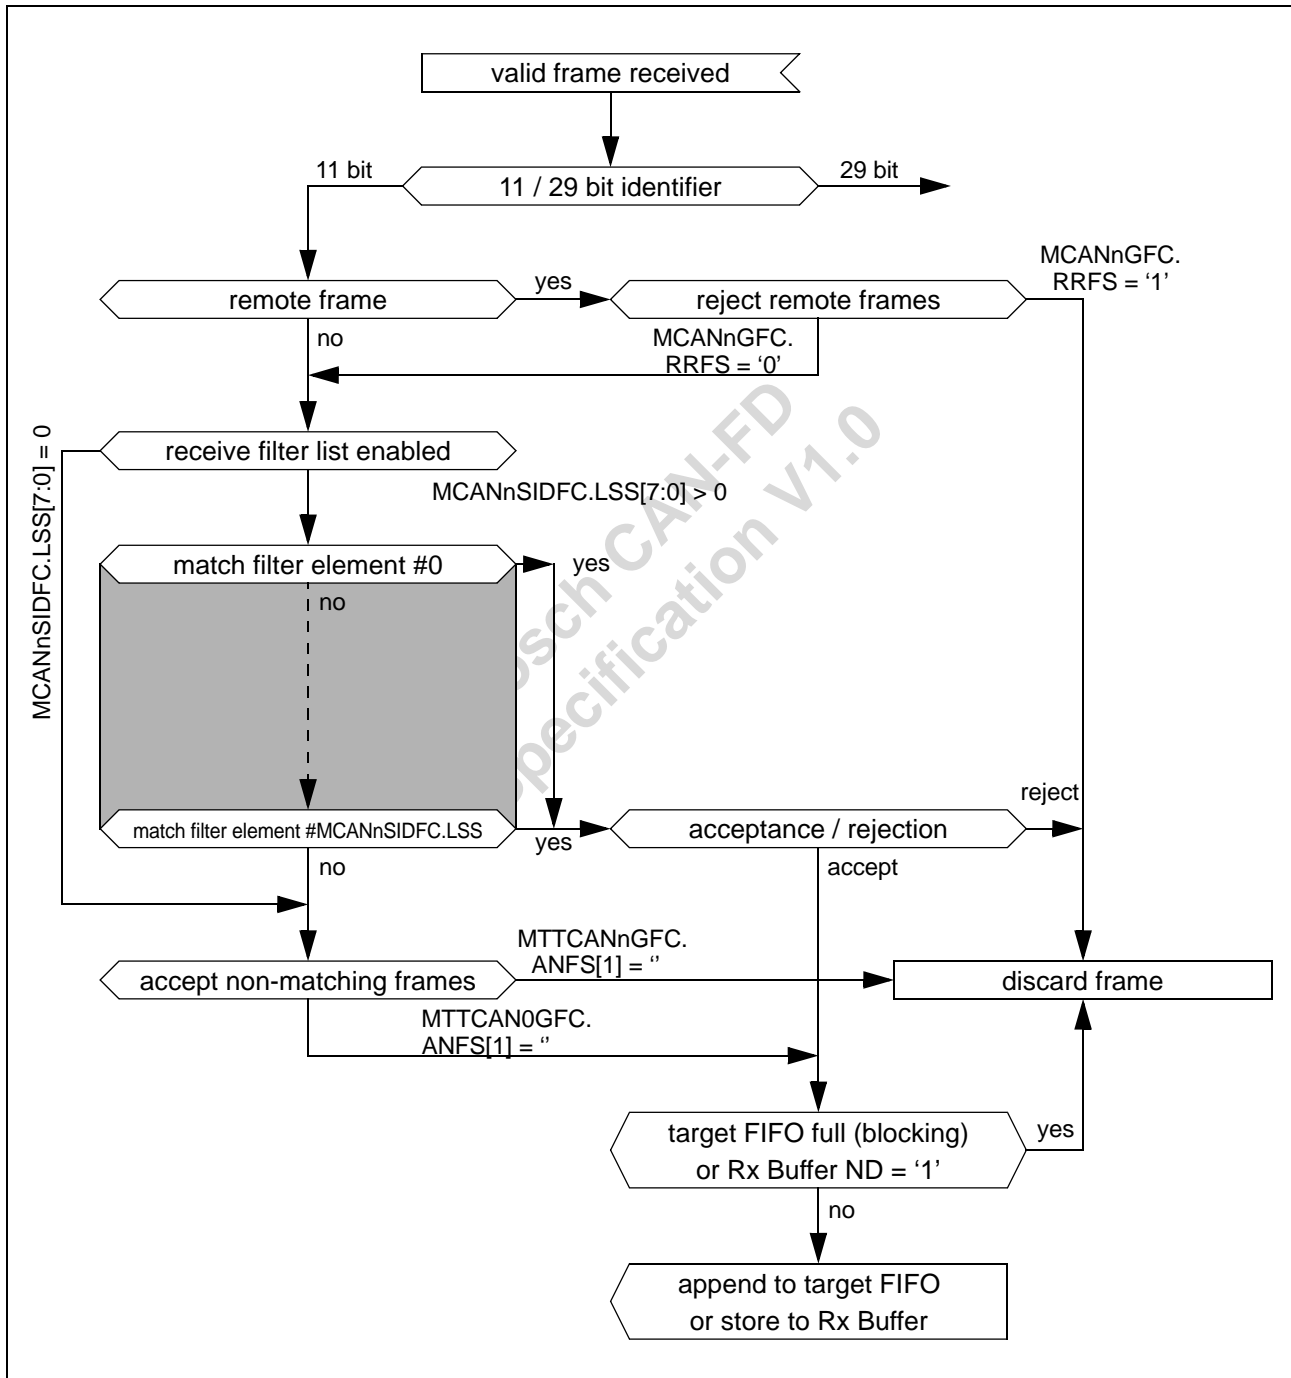 valid frame received
11 bit
11 / 29 bit identifier
29 bit
remote frame
yes
reject remote frames
MCANnGFC.
RRFS = ‘1’
no
MCANnGFC.
RRFS = ‘0’
receive filter list enabled
MCANnSIDFC.LSS[7:0] = 0
MCANnSIDFC.LSS[7:0] > 0
match filter element #0
yes
no
match filter element #MCANnSIDFC.LSS
yes
acceptance / rejection
reject
no
accept
accept non-matching frames
MTTCANnGFC.
ANFS[1] = ‘’
discard frame
MTTCAN0GFC.
ANFS[1] = ‘’
target FIFO full (blocking)
or Rx Buffer ND = ‘1’
yes
no
append to target FIFO
or store to Rx Buffer
CAN-FD
V1.0